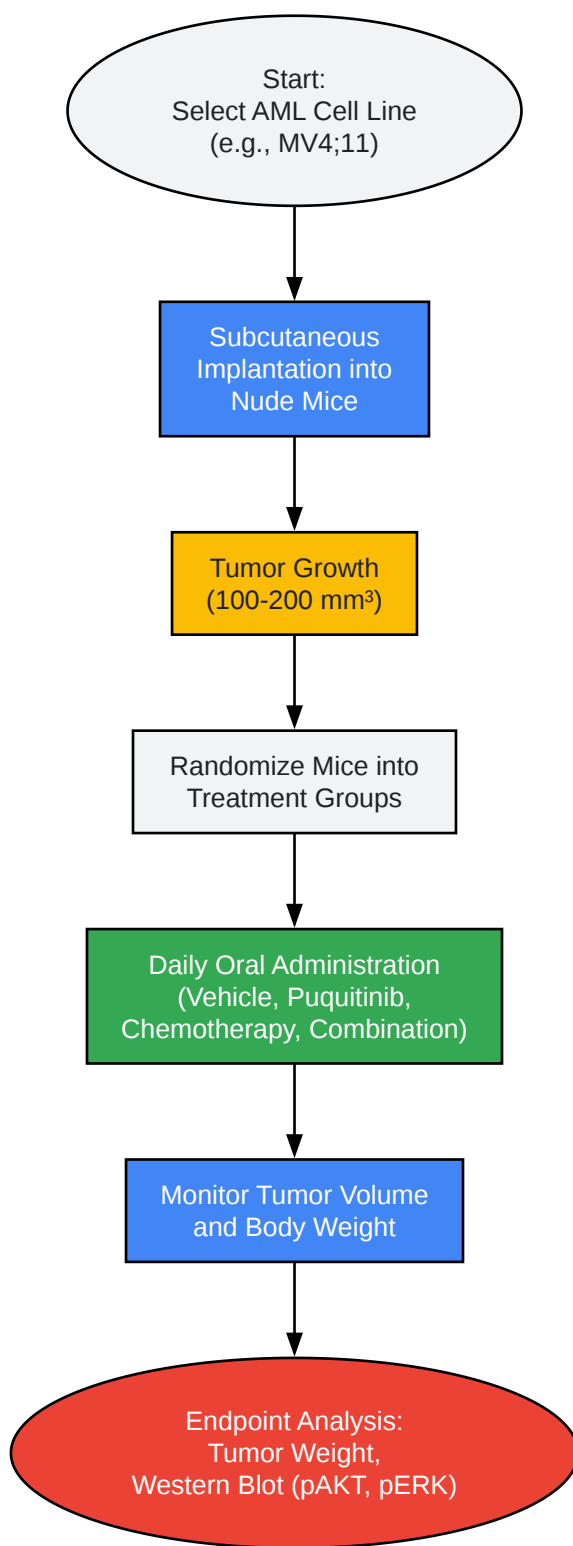 Start:
Select AML Cell Line
(e.g., MV4;11)
Subcutaneous
Implantation into
Nude Mice
Tumor Growth
(100-200 mm³)
Randomize Mice into
Treatment Groups
Daily Oral Administration
(Vehicle, Puquitinib,
Chemotherapy, Combination)
Monitor Tumor Volume
and Body Weight
Endpoint Analysis:
Tumor Weight,
Western Blot (pAKT, pERK)